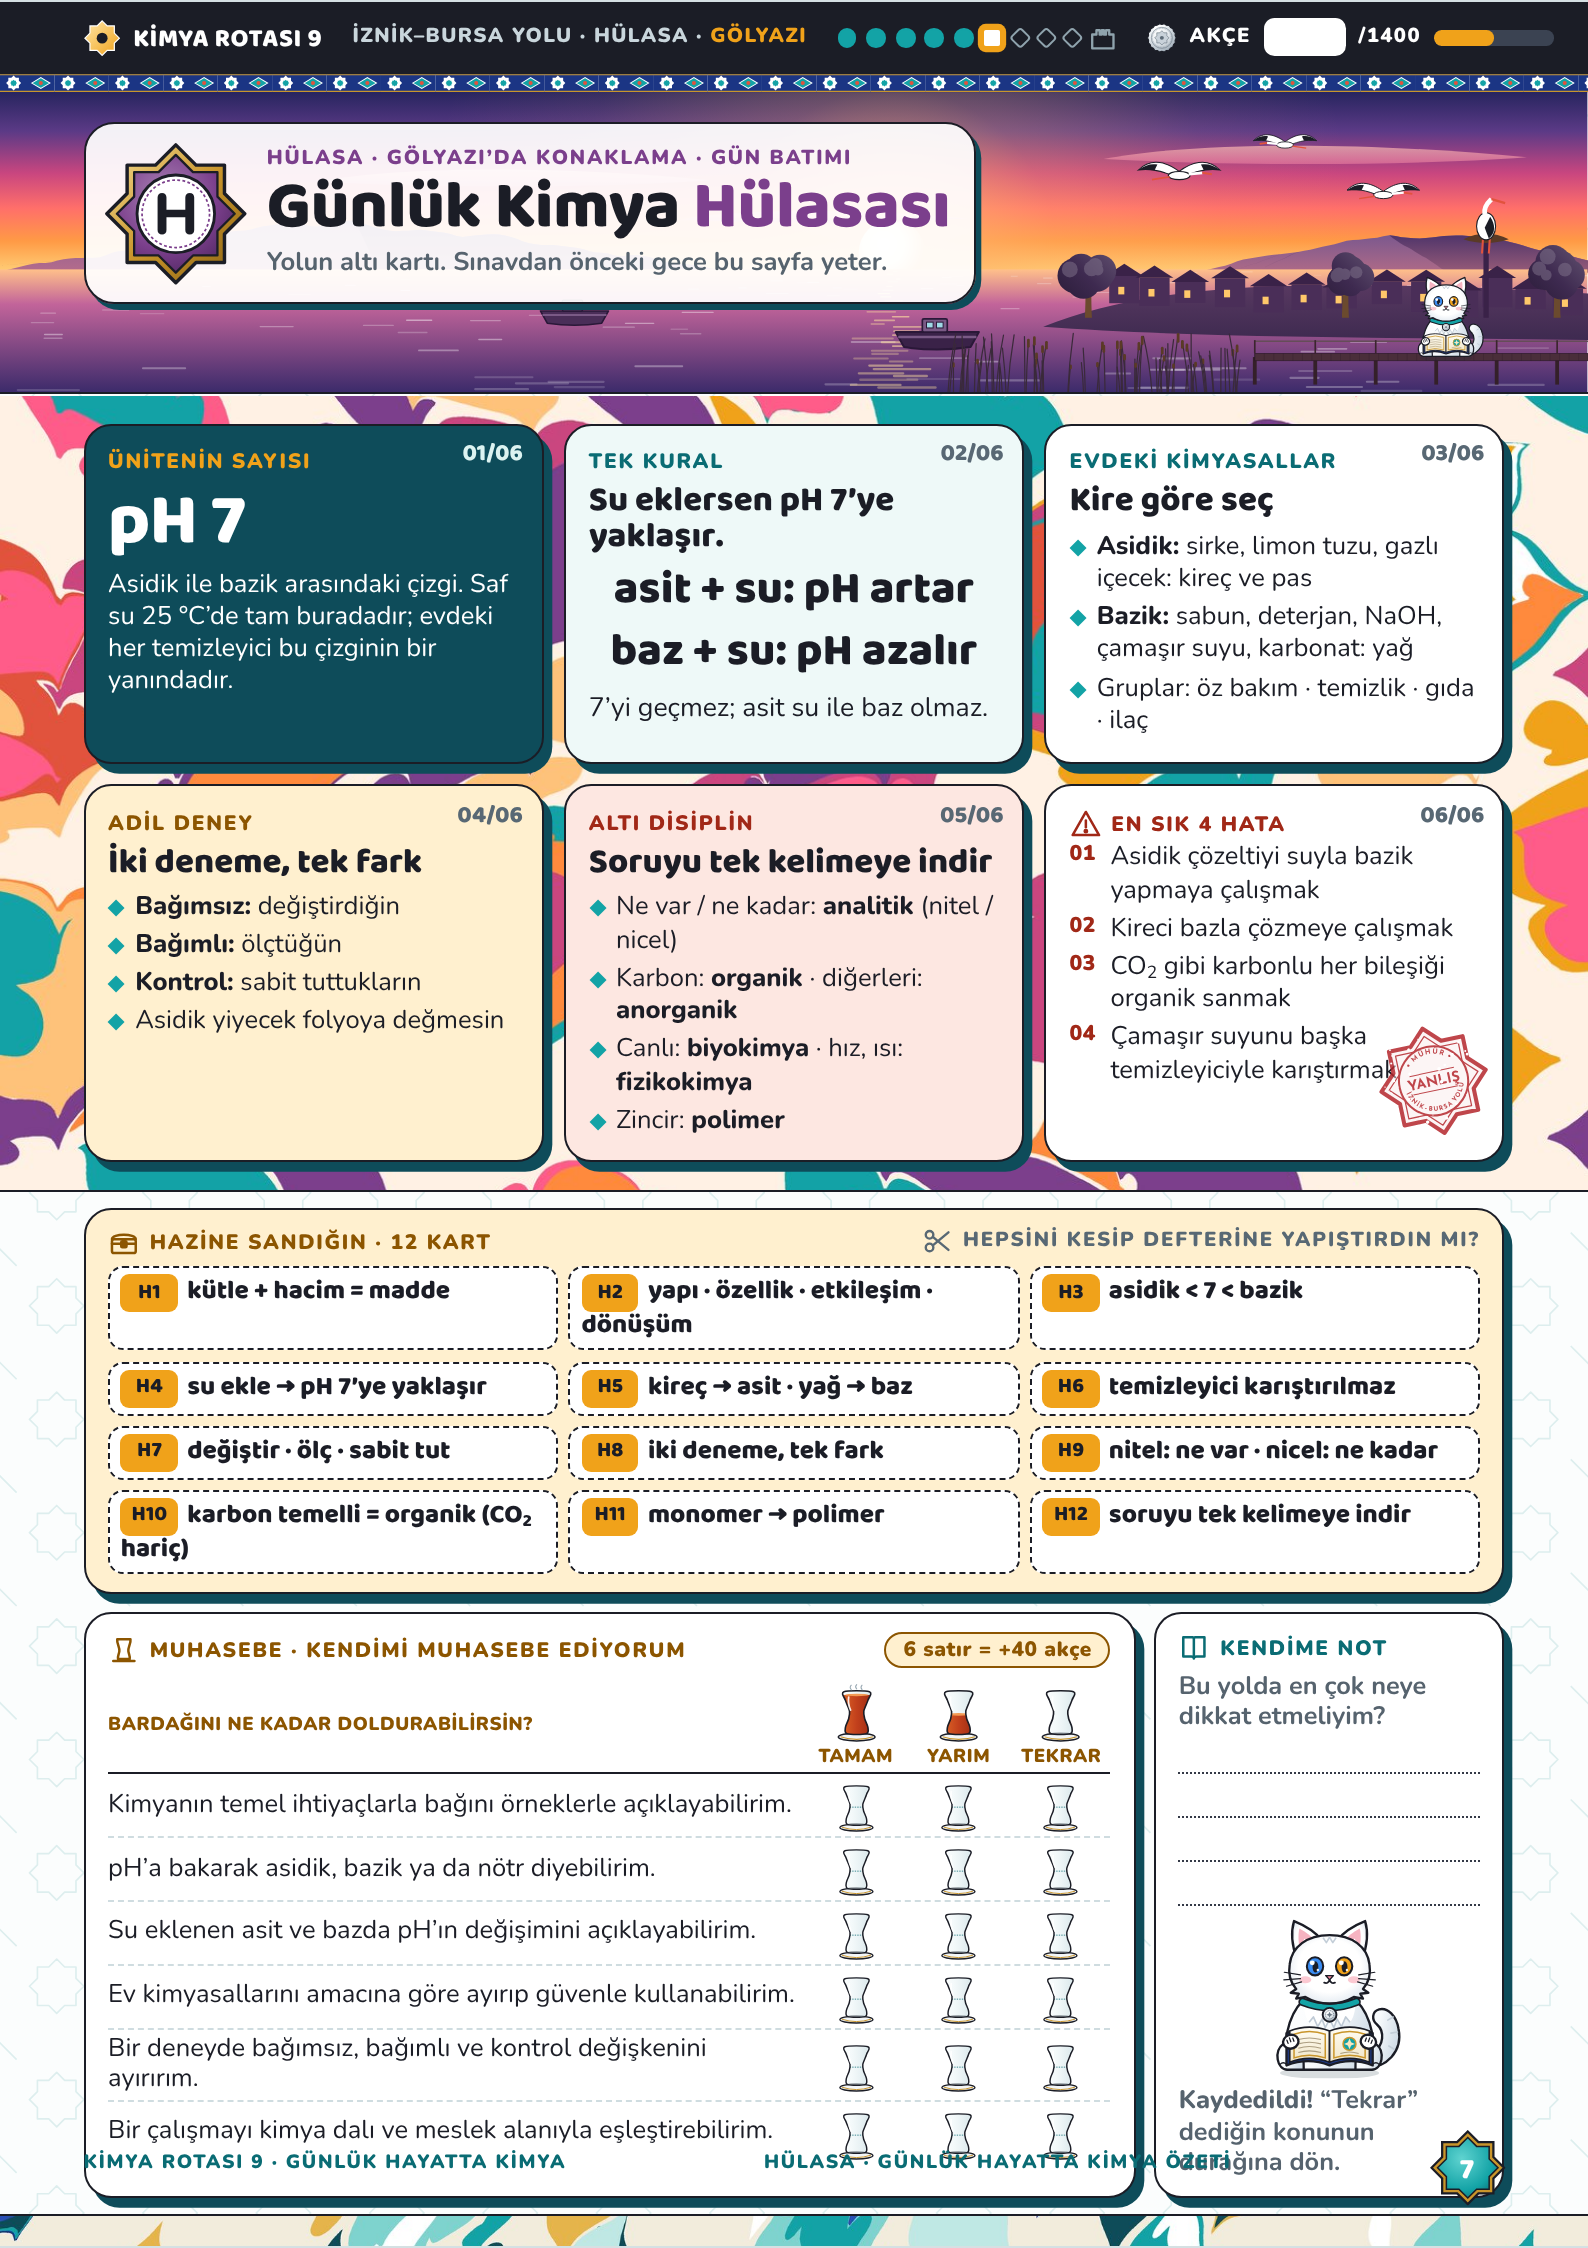 KİMYA ROTASI 9 İZNİK–BURSA YOLU · HÜLASA · GÖLYAZI AKÇE /1400
HÜLASA · GÖLYAZI’DA KONAKLAMA · GÜN BATIMI
H
Günlük Kimya Hülasası
Yolun altı kartı. Sınavdan önceki gece bu sayfa yeter.
ÜNİTENİN SAYISI 01/06
pH 7
Asidik ile bazik arasındaki çizgi. Saf
su 25 °C’de tam buradadır; evdeki
her temizleyici bu çizginin bir
yanındadır.
TEK KURAL 02/06
Su eklersen pH 7’ye
yaklaşır.
asit + su: pH artar
baz + su: pH azalır
7’yi geçmez; asit su ile baz olmaz.
EVDEKİ KİMYASALLAR 03/06
Kire göre seç
Asidik: sirke, limon tuzu, gazlı
içecek: kireç ve pas
Bazik: sabun, deterjan, NaOH,
çamaşır suyu, karbonat: yağ
Gruplar: öz bakım · temizlik · gıda
· ilaç
ADİL DENEY 04/06
İki deneme, tek fark
Bağımsız: değiştirdiğin
Bağımlı: ölçtüğün
Kontrol: sabit tuttukların
Asidik yiyecek folyoya değmesin
ALTI DİSİPLİN 05/06
Soruyu tek kelimeye indir
Ne var / ne kadar: analitik (nitel /
nicel)
Karbon: organik · diğerleri:
anorganik
Canlı: biyokimya · hız, ısı:
fizikokimya
Zincir: polimer
EN SIK 4 HATA 06/06
01 Asidik çözeltiyi suyla bazik
yapmaya çalışmak
02 Kireci bazla çözmeye çalışmak
03 CO₂ gibi karbonlu her bileşiği
organik sanmak
04 Çamaşır suyunu başka
temizleyiciyle karıştırmak
MÜHÜR
YANLIŞ
İZNİK-BURSA YOLU
HAZİNE SANDIĞIN · 12 KART HEPSİNİ KESİP DEFTERİNE YAPIŞTIRDIN MI?
H1 kütle + hacim = madde
H2 yapı · özellik · etkileşim ·
dönüşüm
H3 asidik < 7 < bazik
H4 su ekle → pH 7’ye yaklaşır
H5 kireç → asit · yağ → baz
H6 temizleyici karıştırılmaz
H7 değiştir · ölç · sabit tut
H8 iki deneme, tek fark
H9 nitel: ne var · nicel: ne kadar
H10 karbon temelli = organik (CO₂
hariç)
H11 monomer → polimer
H12 soruyu tek kelimeye indir
MUHASEBE · KENDİMİ MUHASEBE EDİYORUM 6 satır = +40 akçe
BARDAĞINI NE KADAR DOLDURABİLİRSİN?
TAMAM YARIM TEKRAR
Kimyanın temel ihtiyaçlarla bağını örneklerle açıklayabilirim.
pH’a bakarak asidik, bazik ya da nötr diyebilirim.
Su eklenen asit ve bazda pH’ın değişimini açıklayabilirim.
Ev kimyasallarını amacına göre ayırıp güvenle kullanabilirim.
Bir deneyde bağımsız, bağımlı ve kontrol değişkenini
ayırırım.
Bir çalışmayı kimya dalı ve meslek alanıyla eşleştirebilirim.
KENDİME NOT
Bu yolda en çok neye
dikkat etmeliyim?
Kaydedildi! “Tekrar”
dediğin konunun
durağına dön.
KİMYA ROTASI 9 · GÜNLÜK HAYATTA KİMYA HÜLASA · GÜNLÜK HAYATTA KİMYA ÖZETİ 7